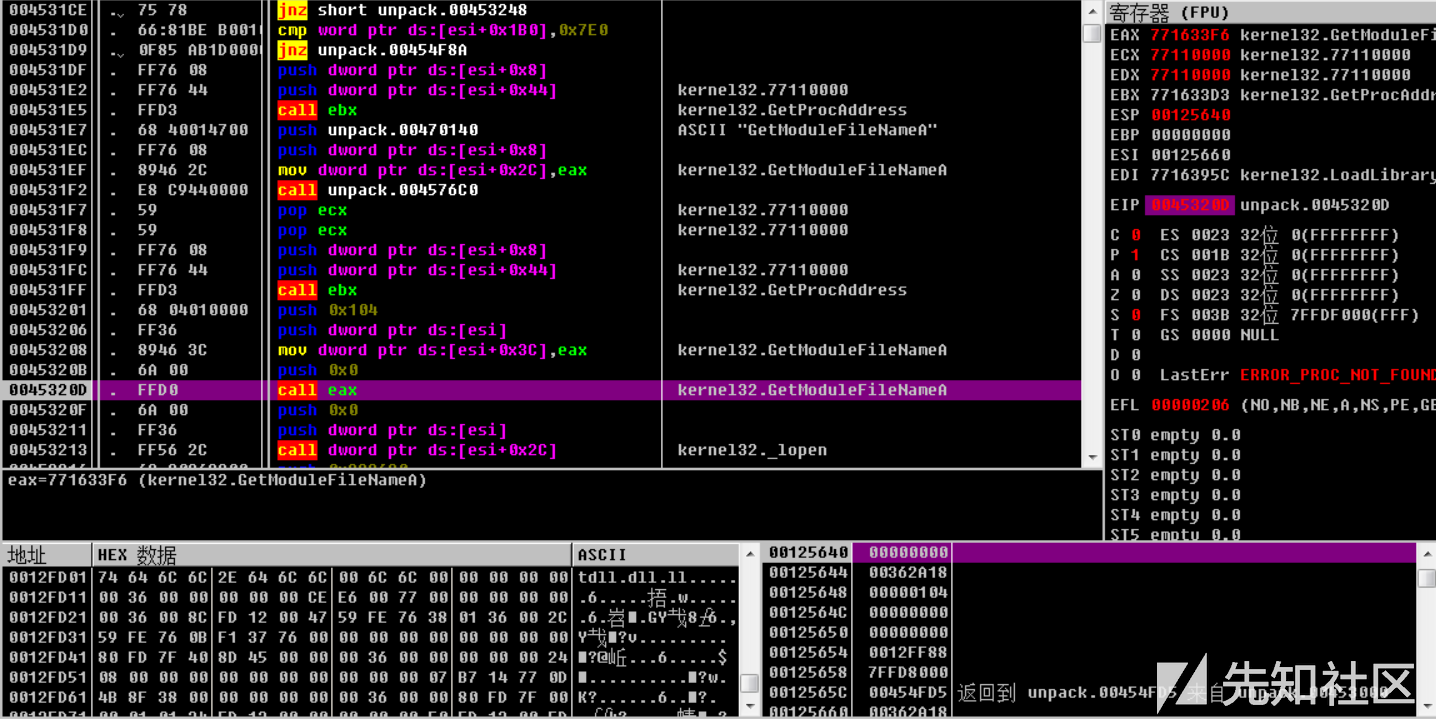 004531CE . 75 78 jnz short unpack.00453248
004531D0 . 66:81BE B001 cmp word ptr ds:[esi+0x1B0],0x7E0
004531D9 . 0F85 AB1D000 jnz unpack.00454F8A
004531DF . FF76 08 push dword ptr ds:[esi+0x8]
004531E2 . FF76 44 push dword ptr ds:[esi+0x44] kernel32.77110000
004531E5 . FFD3 call ebx kernel32.GetProcAddress
004531E7 . 68 40014700 push unpack.00470140 ASCII "GetModuleFileNameA"
004531EC . FF76 08 push dword ptr ds:[esi+0x8]
004531EF . 8946 2C mov dword ptr ds:[esi+0x2C],eax kernel32.GetModuleFileNameA
004531F2 . E8 C9440000 call unpack.004576C0
004531F7 . 59 pop ecx kernel32.77110000
004531F8 . 59 pop ecx kernel32.77110000
004531F9 . FF76 08 push dword ptr ds:[esi+0x8]
004531FC . FF76 44 push dword ptr ds:[esi+0x44] kernel32.77110000
004531FF . FFD3 call ebx kernel32.GetProcAddress
00453201 . 68 04010000 push 0x104
00453206 . FF36 push dword ptr ds:[esi]
00453208 . 8946 3C mov dword ptr ds:[esi+0x3C],eax kernel32.GetModuleFileNameA
0045320B . 6A 00 push 0x0
0045320D . FFD0 call eax kernel32.GetModuleFileNameA
0045320F . 6A 00 push 0x0
00453211 . FF36 push dword ptr ds:[esi]
00453213 . FF56 2C call dword ptr ds:[esi+0x2C] kernel32._lopen
eax=771633F6 (kernel32.GetModuleFileNameA)
寄存器 (FPU)
EAX 771633F6 kernel32.GetModuleFi
ECX 77110000 kernel32.77110000
EDX 77110000 kernel32.77110000
EBX 771633D3 kernel32.GetProcAddr
ESP 00125640
EBP 00000000
ESI 00125660
EDI 7716395C kernel32.LoadLibrary
EIP 0045320D unpack.0045320D
C 0 ES 0023 32位 0(FFFFFFFF)
P 1 CS 001B 32位 0(FFFFFFFF)
A 0 SS 0023 32位 0(FFFFFFFF)
Z 0 DS 0023 32位 0(FFFFFFFF)
S 0 FS 003B 32位 7FFDF000(FFF)
T 0 GS 0000 NULL
D 0
O 0 LastErr ERROR_PROC_NOT_FOUND
EFL 00000206 (NO,NB,NE,A,NS,PE,GE
ST0 empty 0.0
ST1 empty 0.0
ST2 empty 0.0
ST3 empty 0.0
ST4 empty 0.0
ST5 empty 0.0
地址 HEX 数据 ASCII
0012FD01 74 64 6C 6C 2E 64 6C 6C 00 6C 6C 00 00 00 00 00 tdll.dll.ll.....
0012FD11 00 36 00 00 00 00 00 CE E6 00 77 00 00 00 00 00 .6.....捂.w.....
0012FD21 00 36 00 8C FD 12 00 47 59 FE 76 38 01 36 00 2C
0012FD31 59 FE 76 0B F1 37 76 00 00 00 00 00 00 00 00 00
0012FD41 80 FD 7F 40 8D 45 00 00 00 36 00 00 00 00 00 24
0012FD51 08 00 00 00 00 00 00 00 00 07 B7 14 77 0D
0012FD61 4B 8F 38 00 00 00 00 00 36 00 00 80 FD 7F 00
00125640 00000000
00125644 00362A18
00125648 00000104
0012564C 00000000
00125650 00000000
00125654 0012FF88
00125658 7FFD8000
0012565C 00454FD5 返回到 unpack.00454FD5 来自 unpack.00453000
00125660 00362A18
先知社区